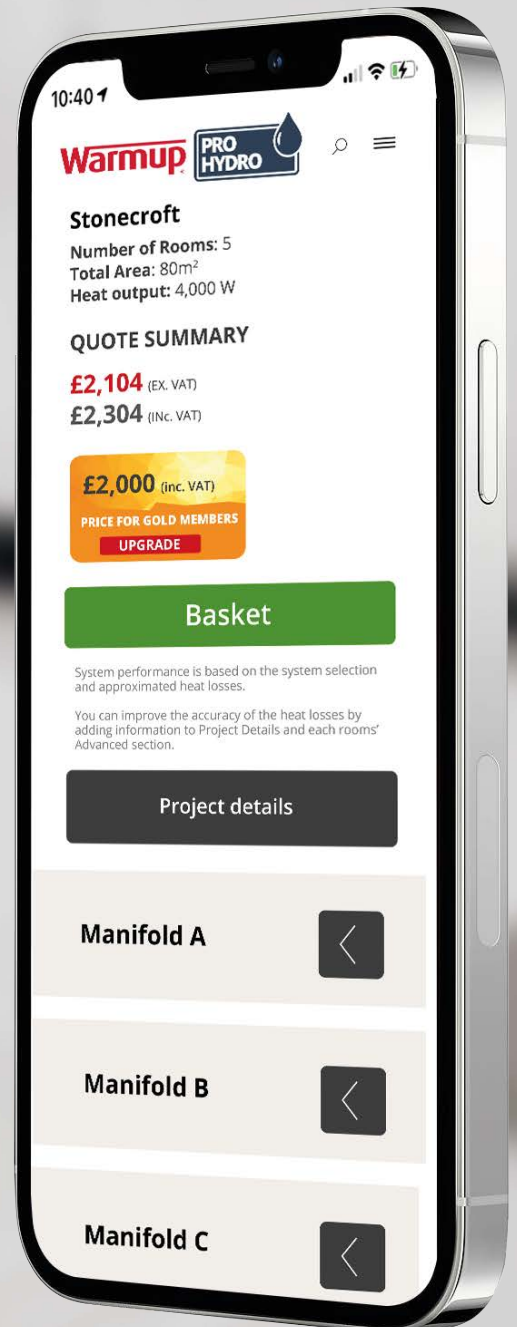 10:40
Warmup PRO HYDRO
Stonecroft
Number of Rooms: 5
Total Area: 80m²
Heat output: 4,000 W
QUOTE SUMMARY
£2,104 (EX. VAT)
£2,304 (INc. VAT)
£2,000 (inc. VAT)
PRICE FOR GOLD MEMBERS
UPGRADE
Basket
System performance is based on the system selection
and approximated heat losses.
You can improve the accuracy of the heat losses by
adding information to Project Details and each rooms'
Advanced section.
Project details
Manifold A
Manifold B
Manifold C